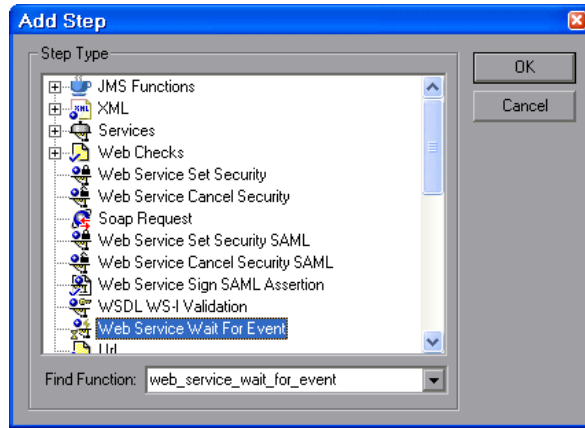 Add Step
Step Type
JMS Functions
XML
Services
Web Checks
Web Service Set Security
Web Service Cancel Security
Soap Request
Web Service Set Security SAML
Web Service Cancel Security SAML
Web Service Sign SAML Assertion
WSDL WS-I Validation
Web Service Wait For Event
Url
Find Function: web_service_wait_for_event
OK
Cancel